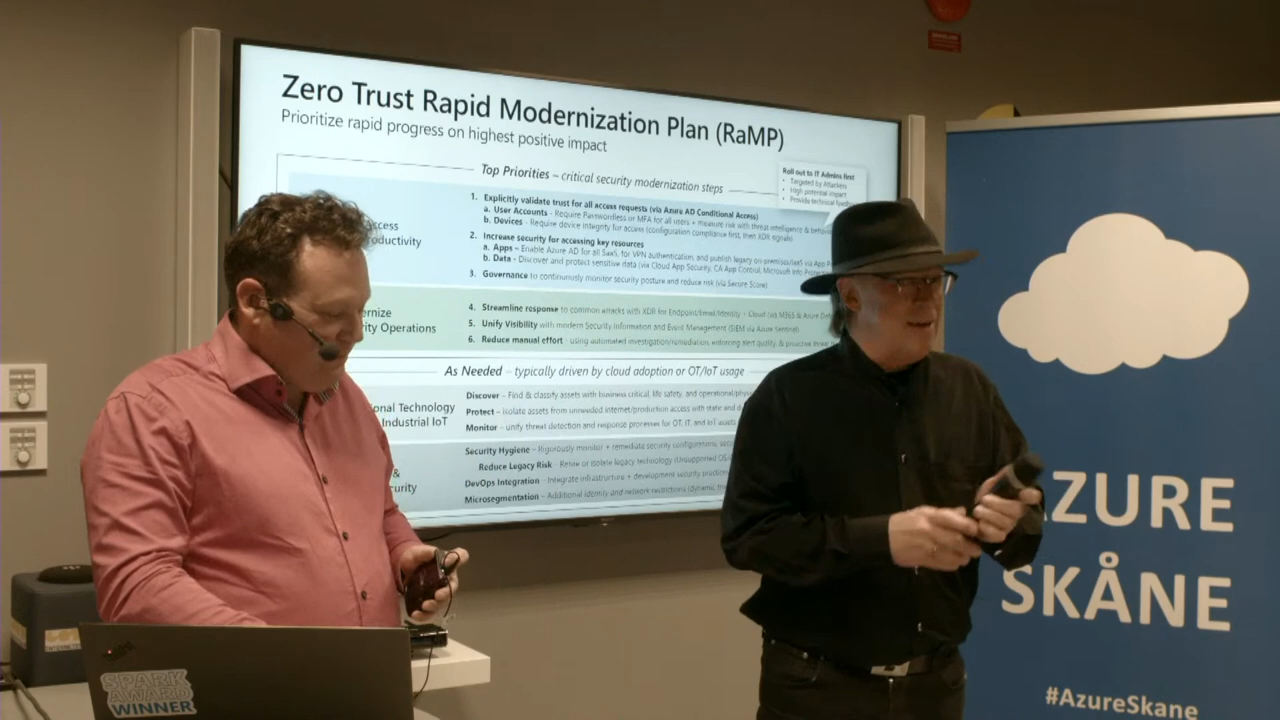 Zero Trust Rapid Modernization Plan (RaMP)
Prioritize rapid progress on highest positive impact
Top Priorities – critical security modernization steps
Roll out to IT Admins first
• Targeted by Attackers
• High potential impact
• Provide technical
1. Explicitly validate trust for all access requests (via Azure AD Conditional Access)
a. User Accounts - Require Passwordless or MFA for all users + measure risk with threat intelligence &
b. Devices - Require device integrity for access (configuration compliance first, then XDR signals)
2. Increase security for accessing key resources
a. Apps – Enable Azure AD for all SaaS, for VPN authentication, and publish legacy on-premises/IaaS via App
b. Data - Discover and protect sensitive data (via Cloud App Security, CA App Control, Microsoft Info
3. Governance to continuously monitor security posture and reduce risk (via Secure Score)
4. Streamline response to common attacks with XDR for Endpoint/Email/Identity + Cloud (via M365 & Azure
ity Operations
5. Unify Visibility with modern Security Information and Event Management (SIEM via Azure Sentinel)
6. Reduce manual effort - using automated investigation/remediation, enforcing alert quality, & proactive threat
As Needed – typically driven by cloud adoption or OT/IoT usage
onal Technology
Industrial IoT
Discover – Find & classify assets with business critical, life safety, and
Protect – isolate assets from unneeded internet/production access with static and
Monitor – unify threat detection and response processes for OT, IT, and IoT assets
&
curity
Security Hygiene – Rigorously monitor + remediate security configurations,
Reduce Legacy Risk – Retire or isolate legacy technology (Unsupported
DevOps Integration – Integrate infrastructure + development security
Microsegmentation – Additional identity and network restrictions (dynamic
AZURE
SKÅNE
#AzureSkane
SPARK
AWARD
WINNER